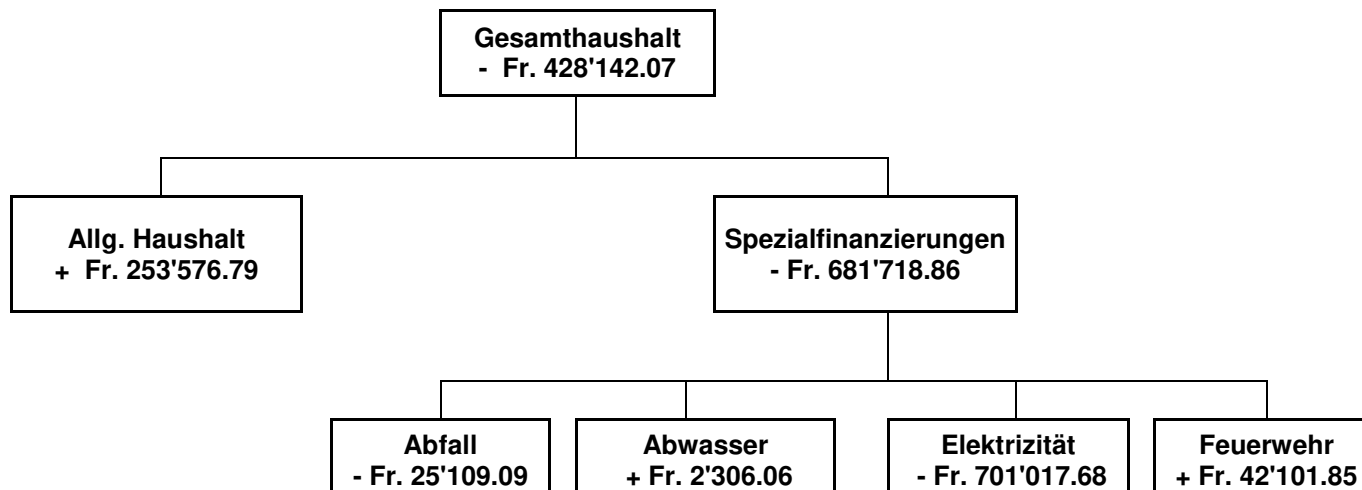 Gesamthaushalt
-  Fr. 428'142.07
Allg. Haushalt
+  Fr. 253'576.79
Spezialfinanzierungen
- Fr. 681'718.86
Abfall
- Fr. 25'109.09
Abwasser
+ Fr. 2'306.06
Elektrizität
- Fr. 701'017.68
Feuerwehr
+ Fr. 42'101.85